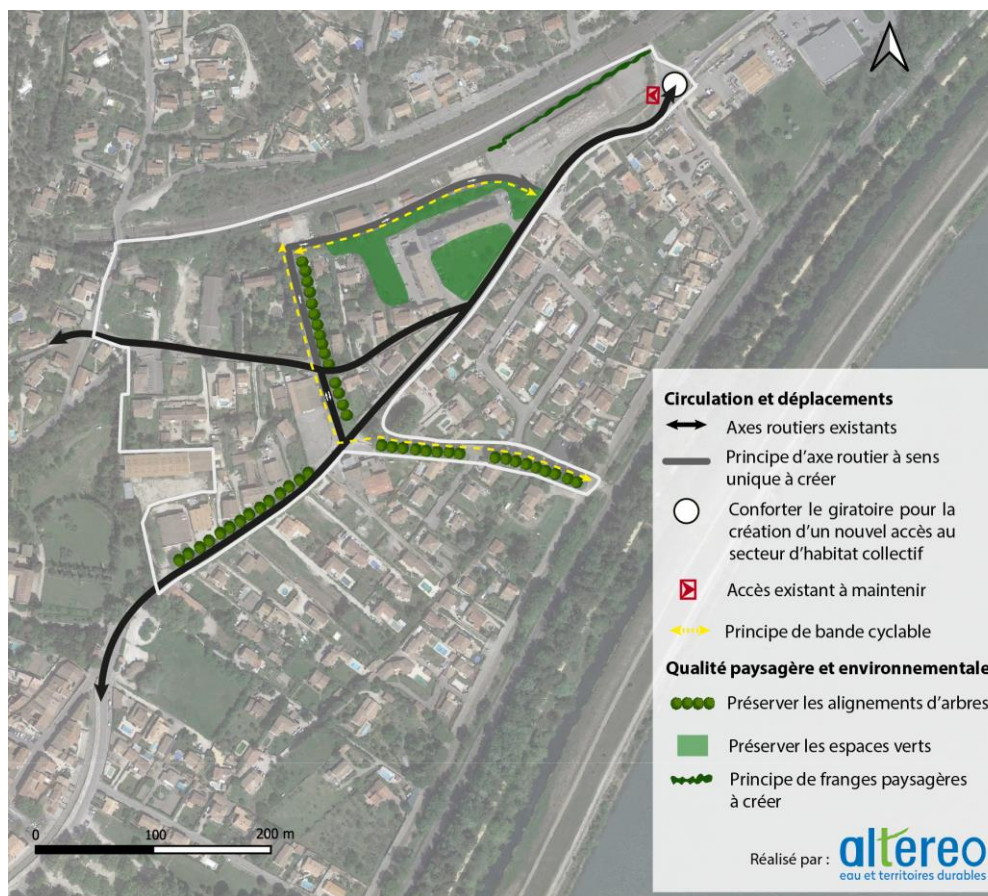 Circulation et déplacements
Axes routiers existants
Principe d'axe routier à sens
unique à créer
Conforter le giratoire pour la
création d'un nouvel accès au
secteur d'habitat collectif
Accès existant à maintenir
Principe de bande cyclable
Qualité paysagère et environnementale
Préserver les alignements d'arbres
Préserver les espaces verts
Principe de franges paysagères
à créer
0 100 200 m
Réalisé par : altereo
eau et territoires durables